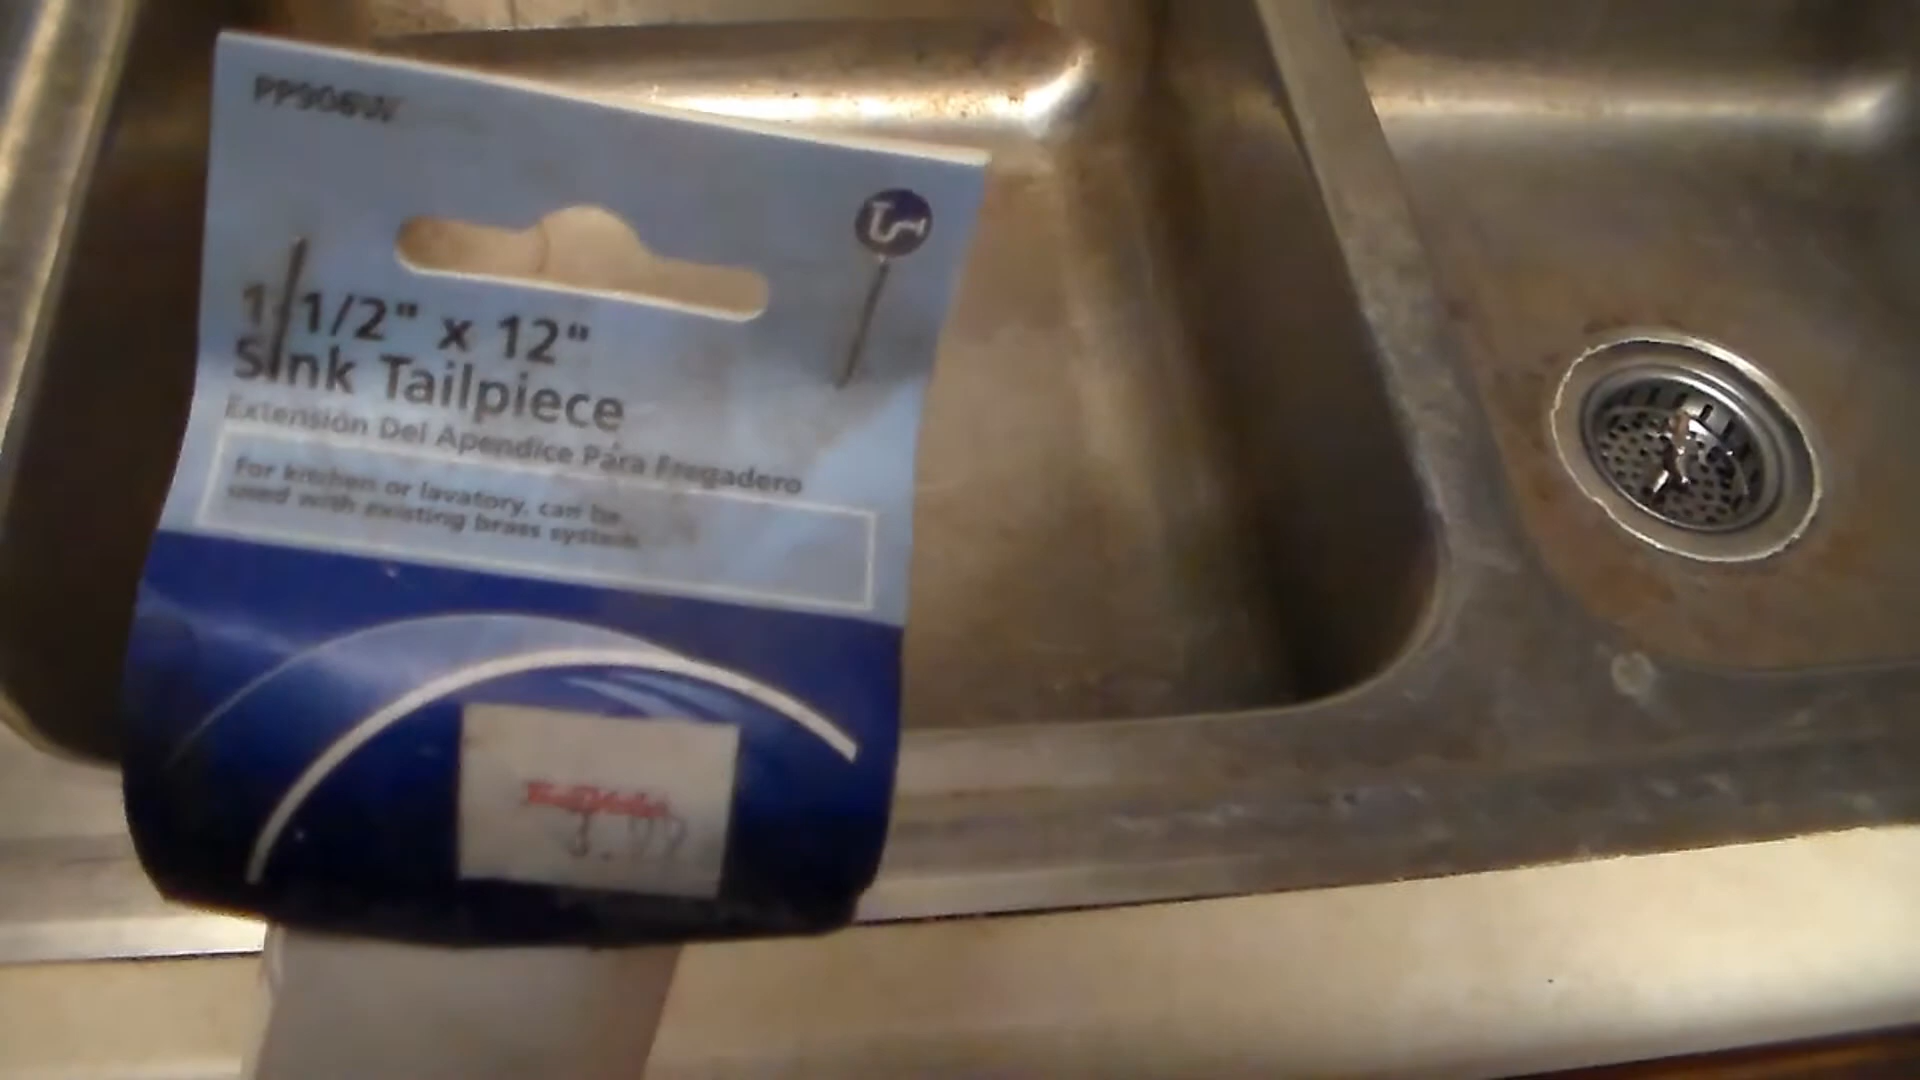 PP906W
1 1/2" x 12"
Sink Tailpiece
Extensión Del Apendice Para Fregadero
For kitchen or lavatory, can be
used with existing brass system.